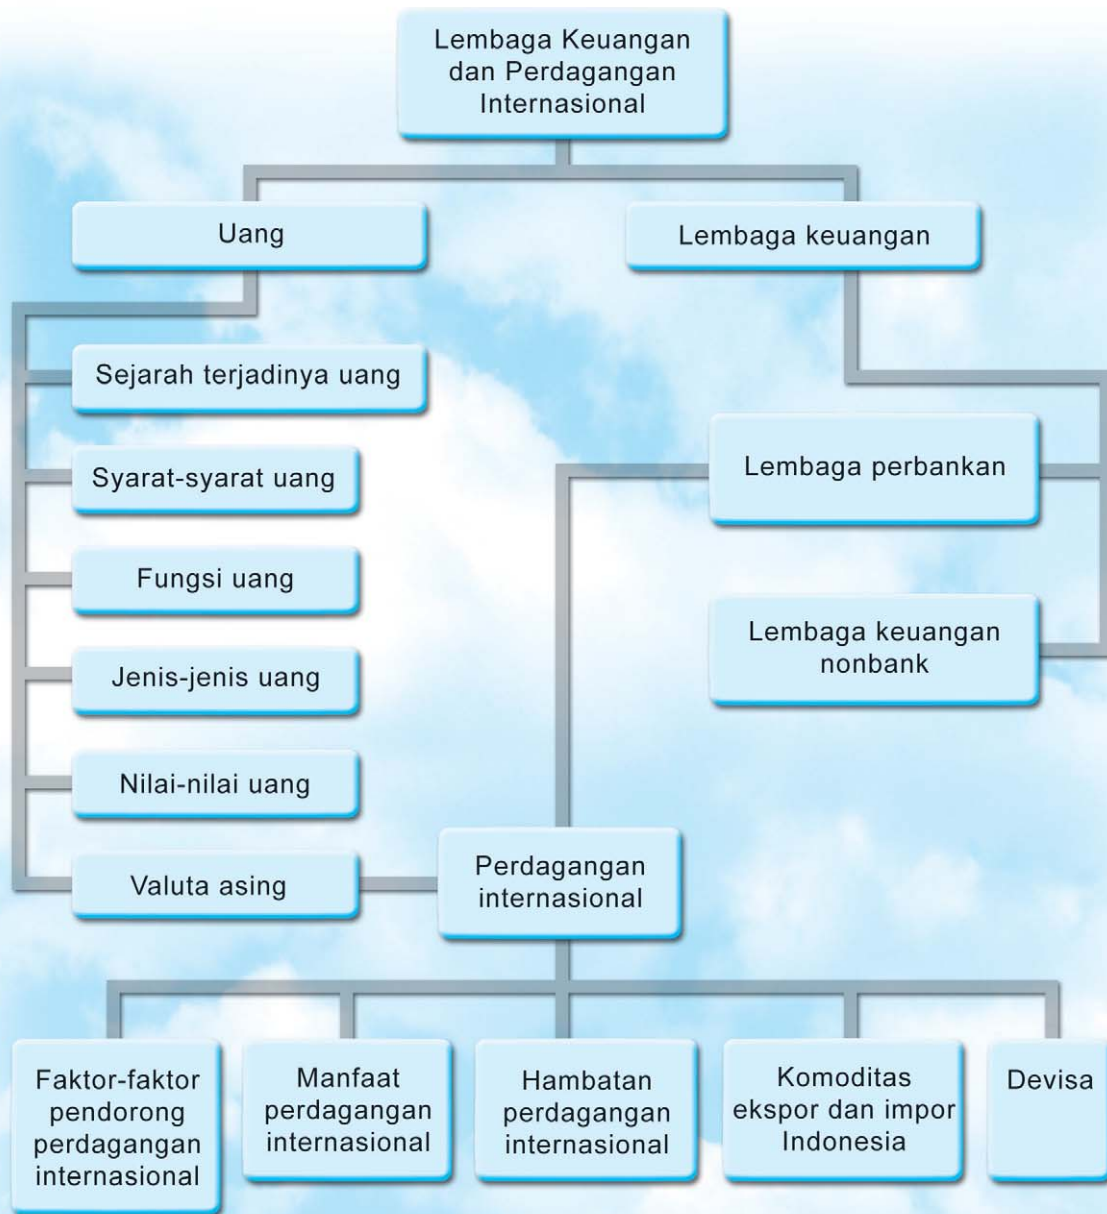 Lembaga Keuangan
dan Perdagangan
Internasional
Uang
Lembaga keuangan
Sejarah terjadinya uang
Syarat-syarat uang
Fungsi uang
Jenis-jenis uang
Nilai-nilai uang
Valuta asing
Lembaga perbankan
Lembaga keuangan
nonbank
Perdagangan
internasional
Faktor-faktor
pendorong
perdagangan
internasional
Manfaat
perdagangan
internasional
Hambatan
perdagangan
internasional
Komoditas
ekspor dan impor
Indonesia
Devisa